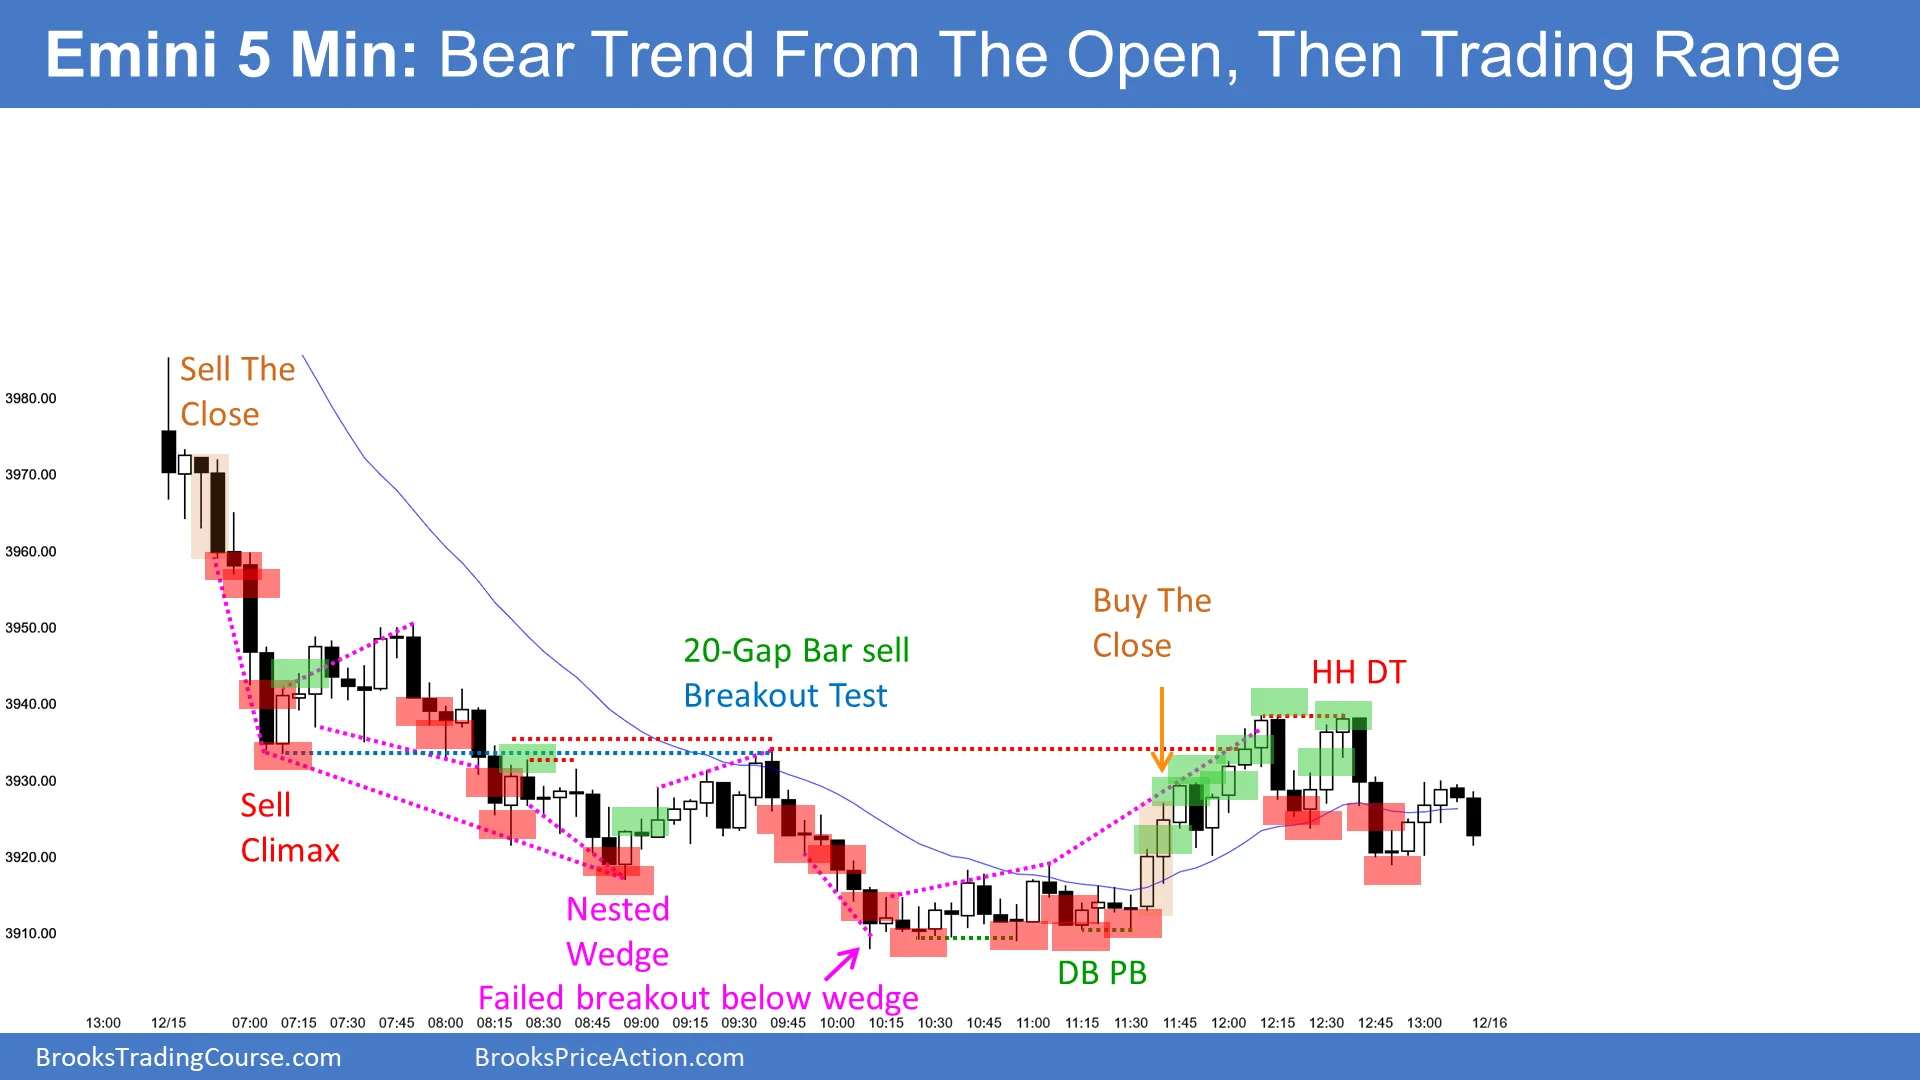 Emini 5 Min: Bear Trend From The Open, Then Trading Range
Sell The
Close
3980.00
3970.00
3960.00
3950.00
3940.00
3930.00
3920.00
3910.00
Buy The
Close
20-Gap Bar sell
Breakout Test
HH DT
Sell
Climax
Nested
Wedge
DB PB
Failed breakout below wedge
13:00 12/15 07:00 07:15 07:30 07:45 08:00 08:15 08:30 08:45 09:00 09:15 09:30 09:45 10:00 10:15 10:30 10:45 11:00 11:15 11:30 11:45 12:00 12:15 12:30 12:45 13:00 12/16
BrooksTradingCourse.com BrooksPriceAction.com